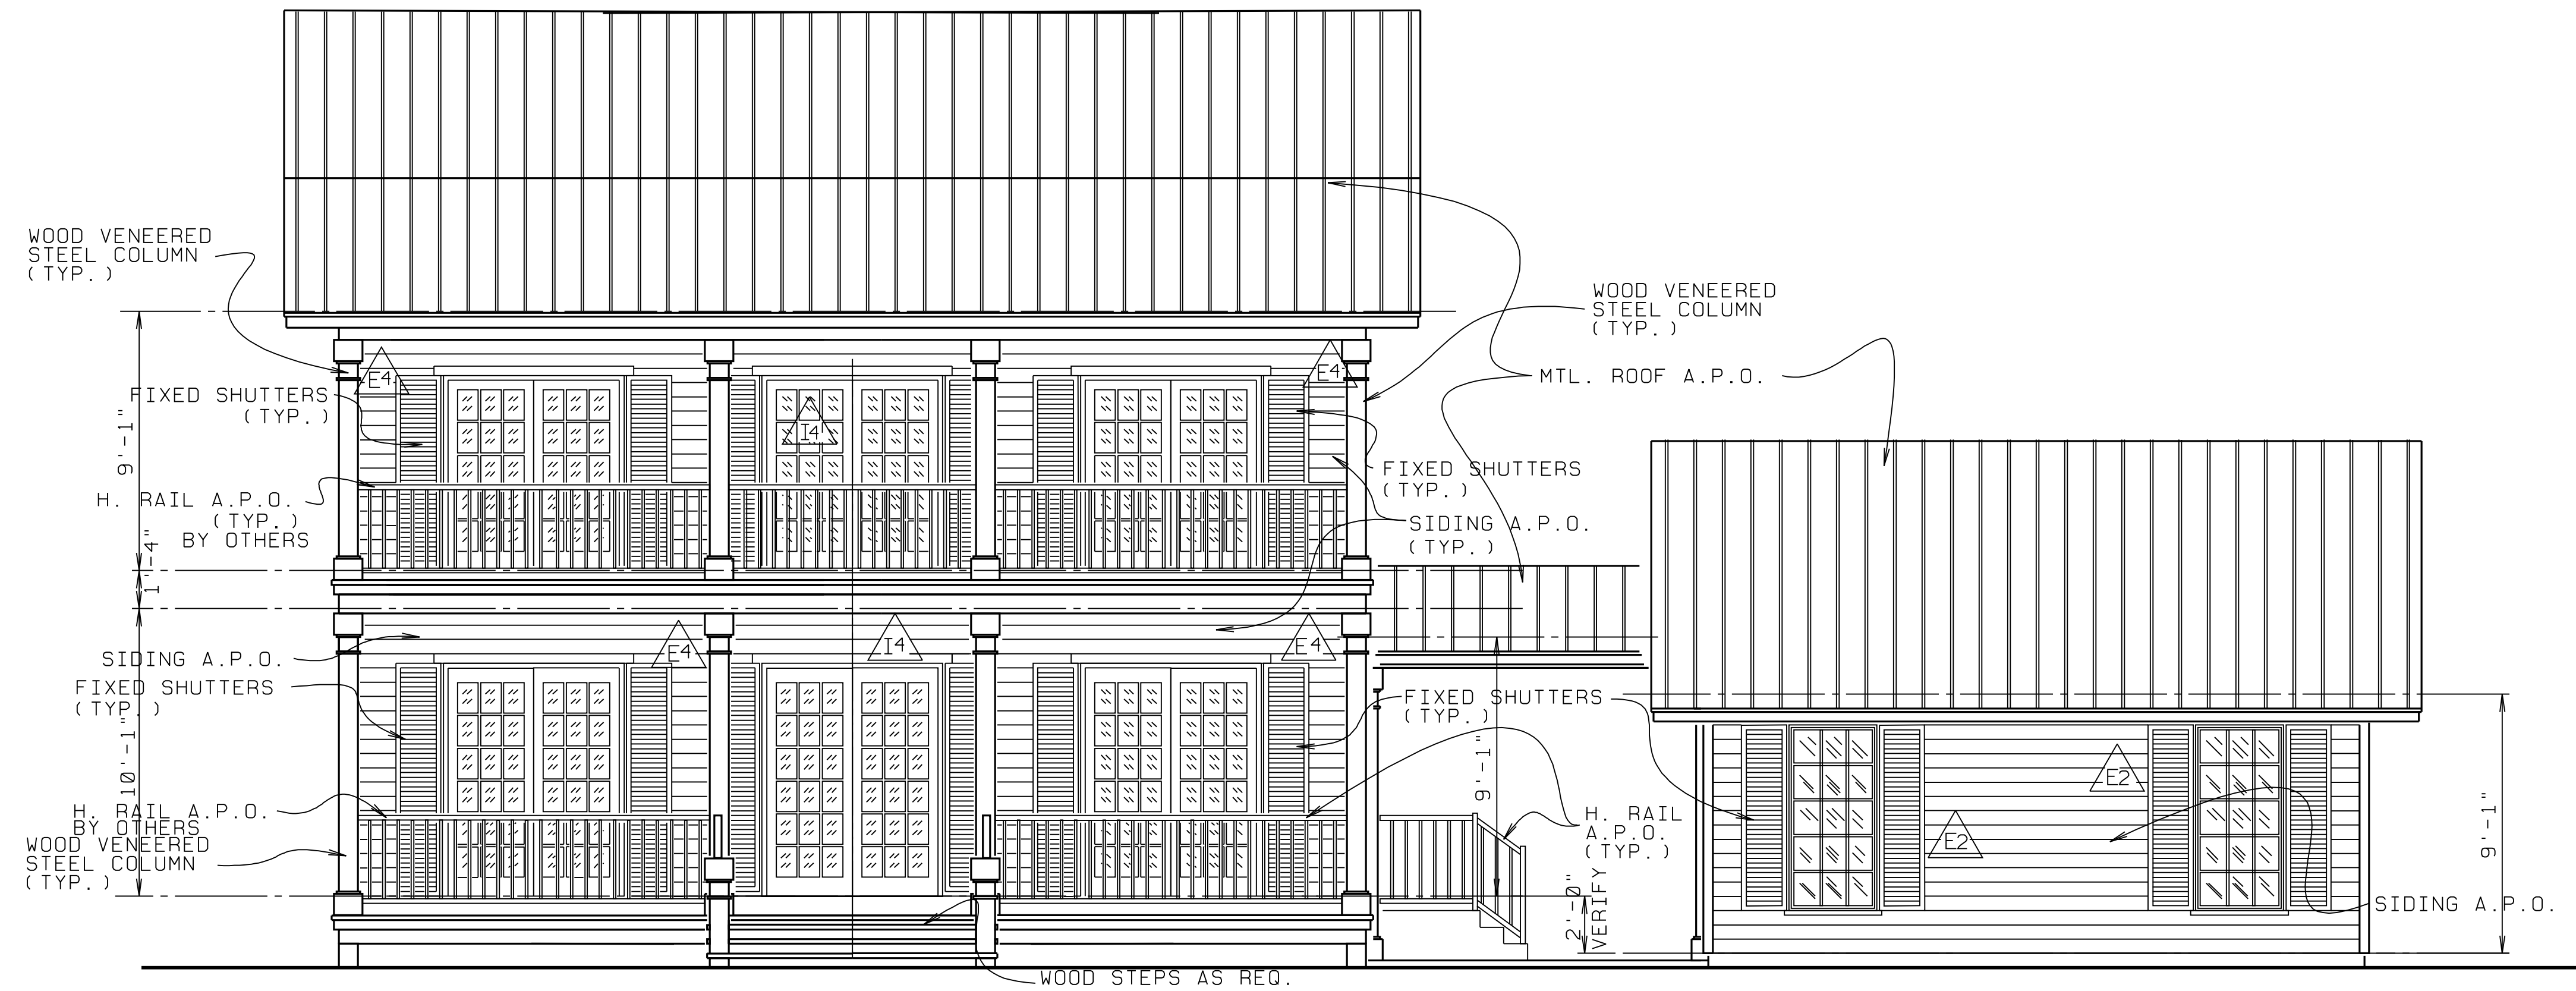 WOOD VENEERED
STEEL COLUMN
(TYP.)
FIXED SHUTTERS
(TYP.)
9'-1"
H. RAIL A.P.O.
(TYP.)
BY OTHERS
1'-4"
SIDING A.P.O.
FIXED SHUTTERS
(TYP.)
10'-1"
H. RAIL A.P.O.
BY OTHERS
WOOD VENEERED
STEEL COLUMN
(TYP.)
E4
I4
E4
E4
I4
E4
WOOD STEPS AS REQ.
WOOD VENEERED
STEEL COLUMN
(TYP.)
MTL. ROOF A.P.O.
FIXED SHUTTERS
(TYP.)
SIDING A.P.O.
(TYP.)
FIXED SHUTTERS
(TYP.)
9'-1"
H. RAIL
A.P.O.
(TYP.)
2'-0"
VERIFY
E2
E2
9'-1"
SIDING A.P.O.